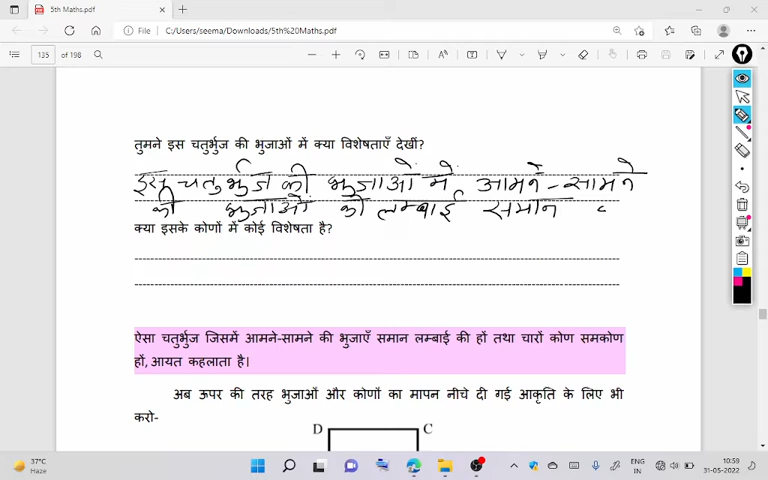 5th Maths.pdf
File C:/Users/seema/Downloads/5th%20Maths.pdf
135 of 198
तुमने इस चतुर्भुज की भुजाओं में क्या विशेषताएँ देखीं?
इस चतुर्भुज की भुजाओं में आमने-सामने
की भुजाओं की लम्बाई समान
क्या इसके कोणों में कोई विशेषता है?
ऐसा चतुर्भुज जिसमें आमने-सामने की भुजाएँ समान लम्बाई की हों तथा चारों कोण समकोण
हों, आयत कहलाता है।
अब ऊपर की तरह भुजाओं और कोणों का मापन नीचे दी गई आकृति के लिए भी
करो-
D C
37°C
Haze
ENG
IN
10:59
31-05-2022